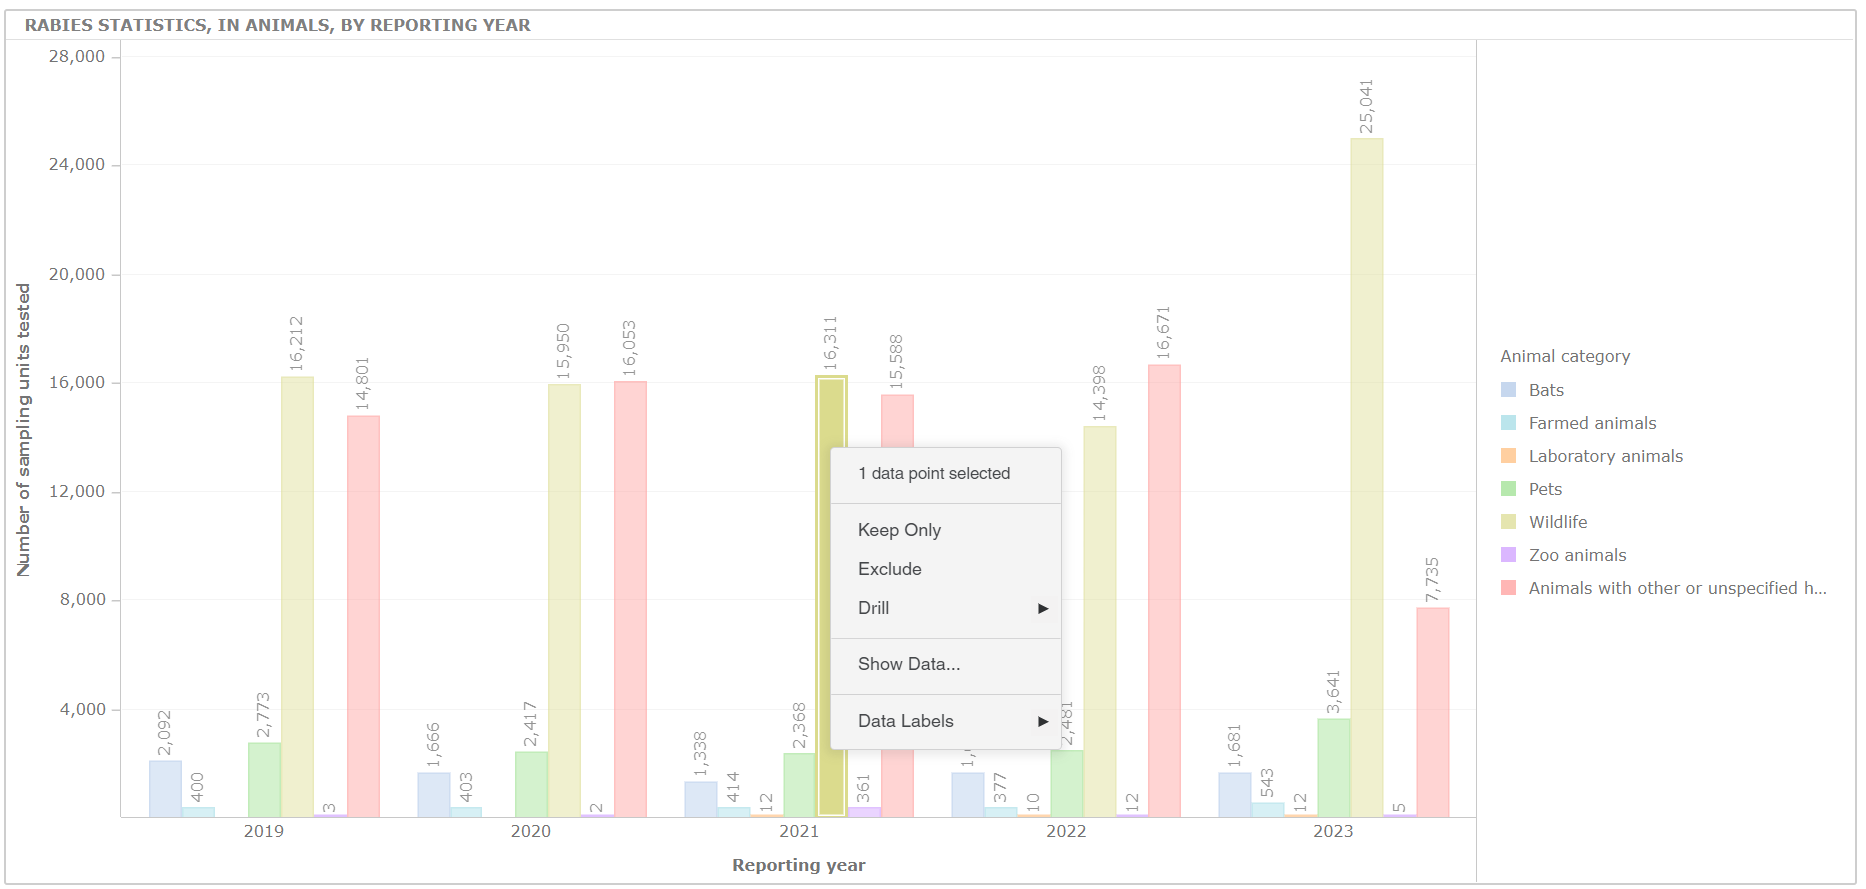 RABIES STATISTICS, IN ANIMALS, BY REPORTING YEAR
Number of sampling units tested
28,000
24,000
20,000
16,000
12,000
8,000
4,000
2,092
400
2,773
16,212
3
14,801
1,666
403
2,417
15,950
2
16,053
1,338
414
12
2,368
16,311
361
15,588
377
10
2,481
14,398
12
16,671
1,681
543
12
3,641
25,041
5
7,735
2019
2020
2021
2022
2023
Reporting year
1 data point selected
Keep Only
Exclude
Drill
Show Data...
Data Labels
Animal category
Bats
Farmed animals
Laboratory animals
Pets
Wildlife
Zoo animals
Animals with other or unspecified h...